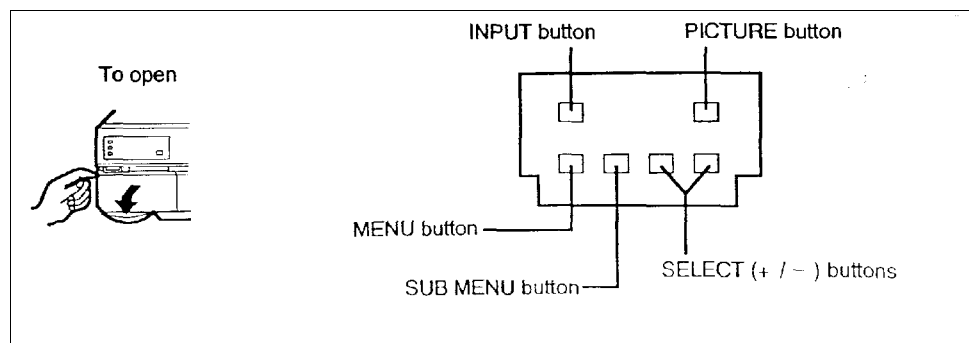 INPUT button
PICTURE button
To open
MENU button
SUB MENU button
SELECT (+ / − ) buttons